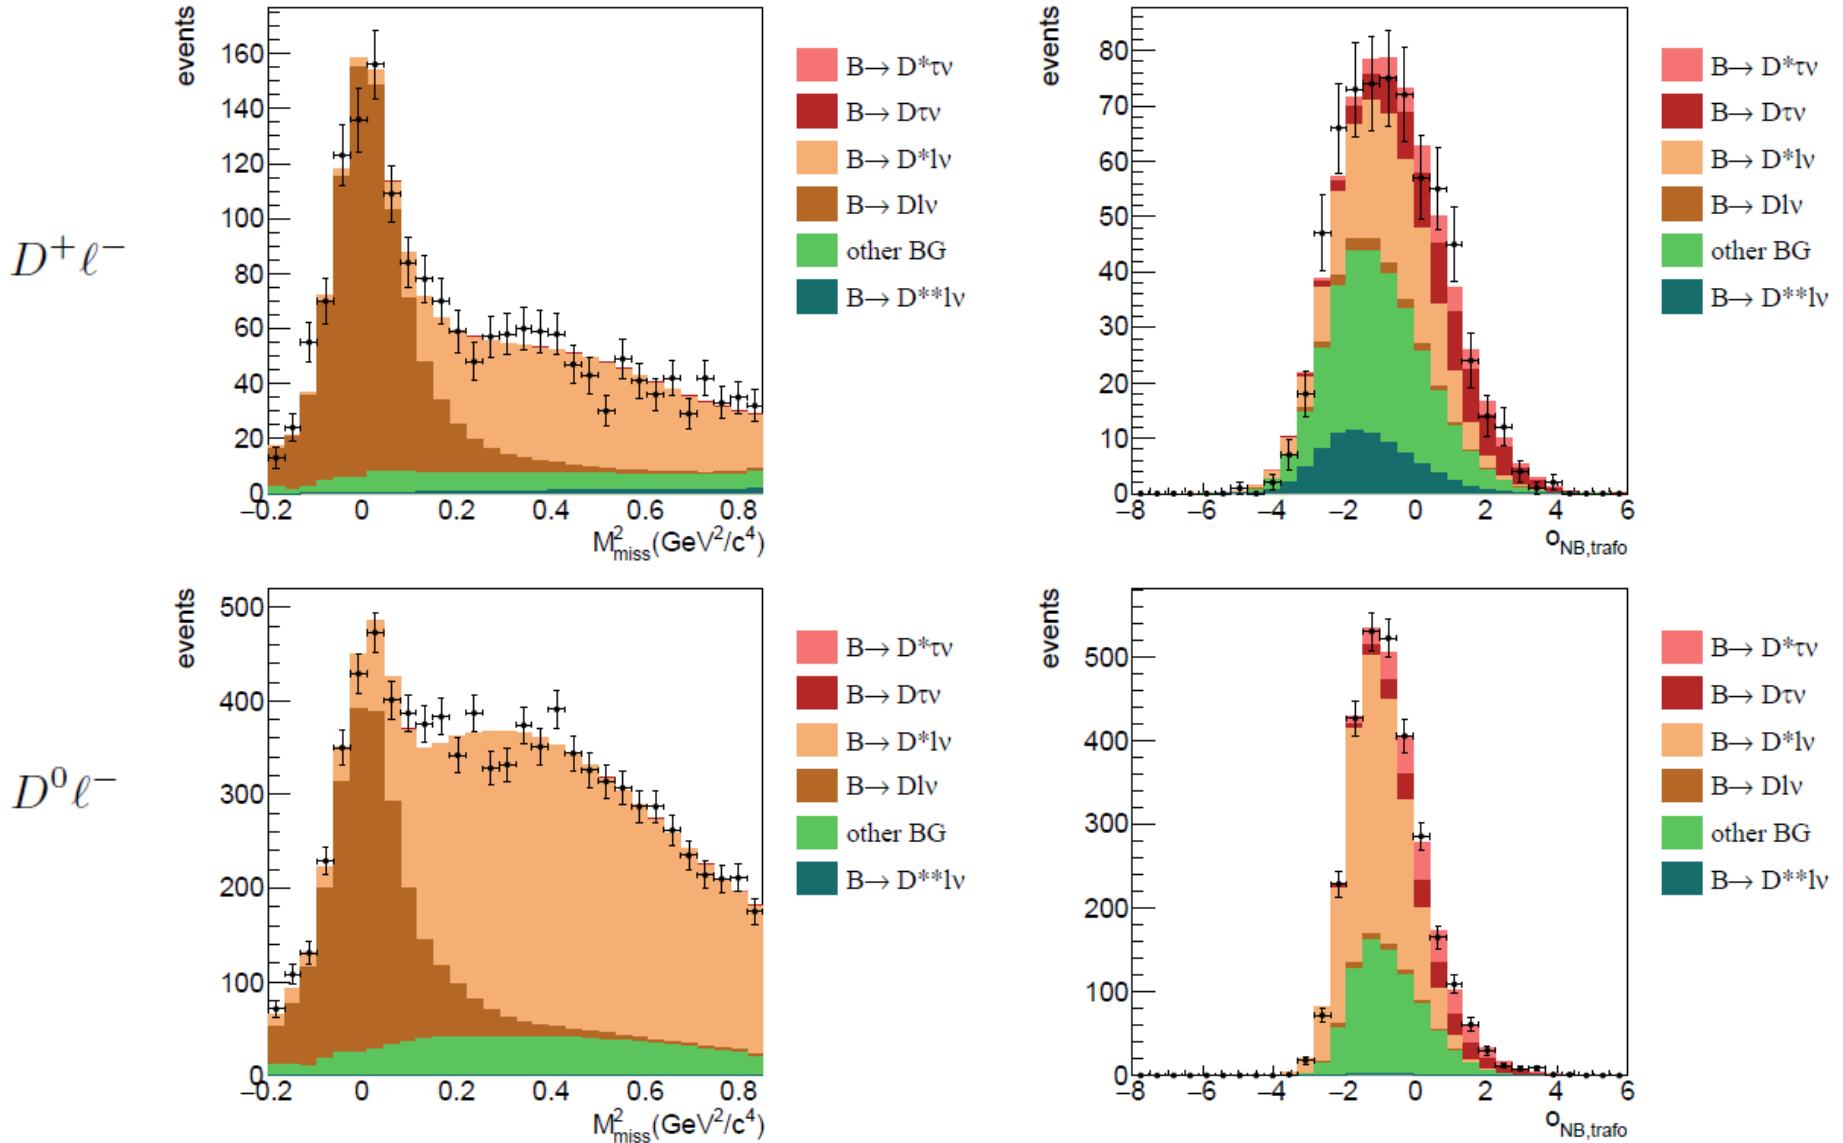 D⁺ℓ⁻
events
160
140
120
100
80
60
40
20
0
−0.2 0 0.2 0.4 0.6 0.8
M²miss(GeV²/c⁴)
B→ D*τν
B→ Dτν
B→ D*lν
B→ Dlν
other BG
B→ D**lν
events
80
70
60
50
40
30
20
10
0
−8 −6 −4 −2 0 2 4 6
oNB,trafo
B→ D*τν
B→ Dτν
B→ D*lν
B→ Dlν
other BG
B→ D**lν
D⁰ℓ⁻
events
500
400
300
200
100
0
−0.2 0 0.2 0.4 0.6 0.8
M²miss(GeV²/c⁴)
B→ D*τν
B→ Dτν
B→ D*lν
B→ Dlν
other BG
B→ D**lν
events
500
400
300
200
100
0
−8 −6 −4 −2 0 2 4 6
oNB,trafo
B→ D*τν
B→ Dτν
B→ D*lν
B→ Dlν
other BG
B→ D**lν